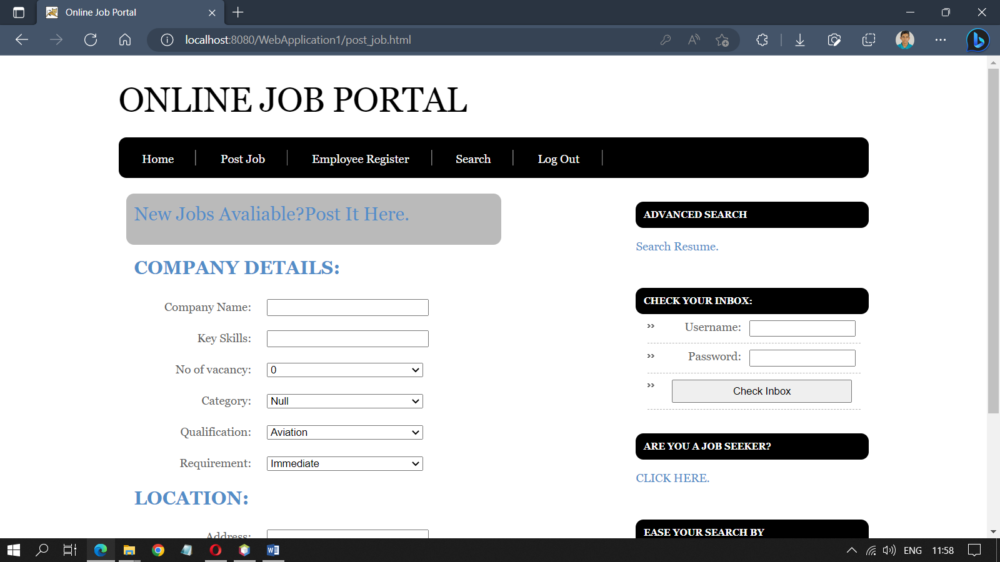 Online Job Portal
localhost:8080/WebApplication1/post_job.html
ONLINE JOB PORTAL
Home
Post Job
Employee Register
Search
Log Out
New Jobs Avaliable?Post It Here.
COMPANY DETAILS:
Company Name:
Key Skills:
No of vacancy: 0
Category: Null
Qualification: Aviation
Requirement: Immediate
LOCATION:
Address:
ADVANCED SEARCH
Search Resume.
CHECK YOUR INBOX:
>> Username:
>> Password:
>> Check Inbox
ARE YOU A JOB SEEKER?
CLICK HERE.
EASE YOUR SEARCH BY
ENG 11:58